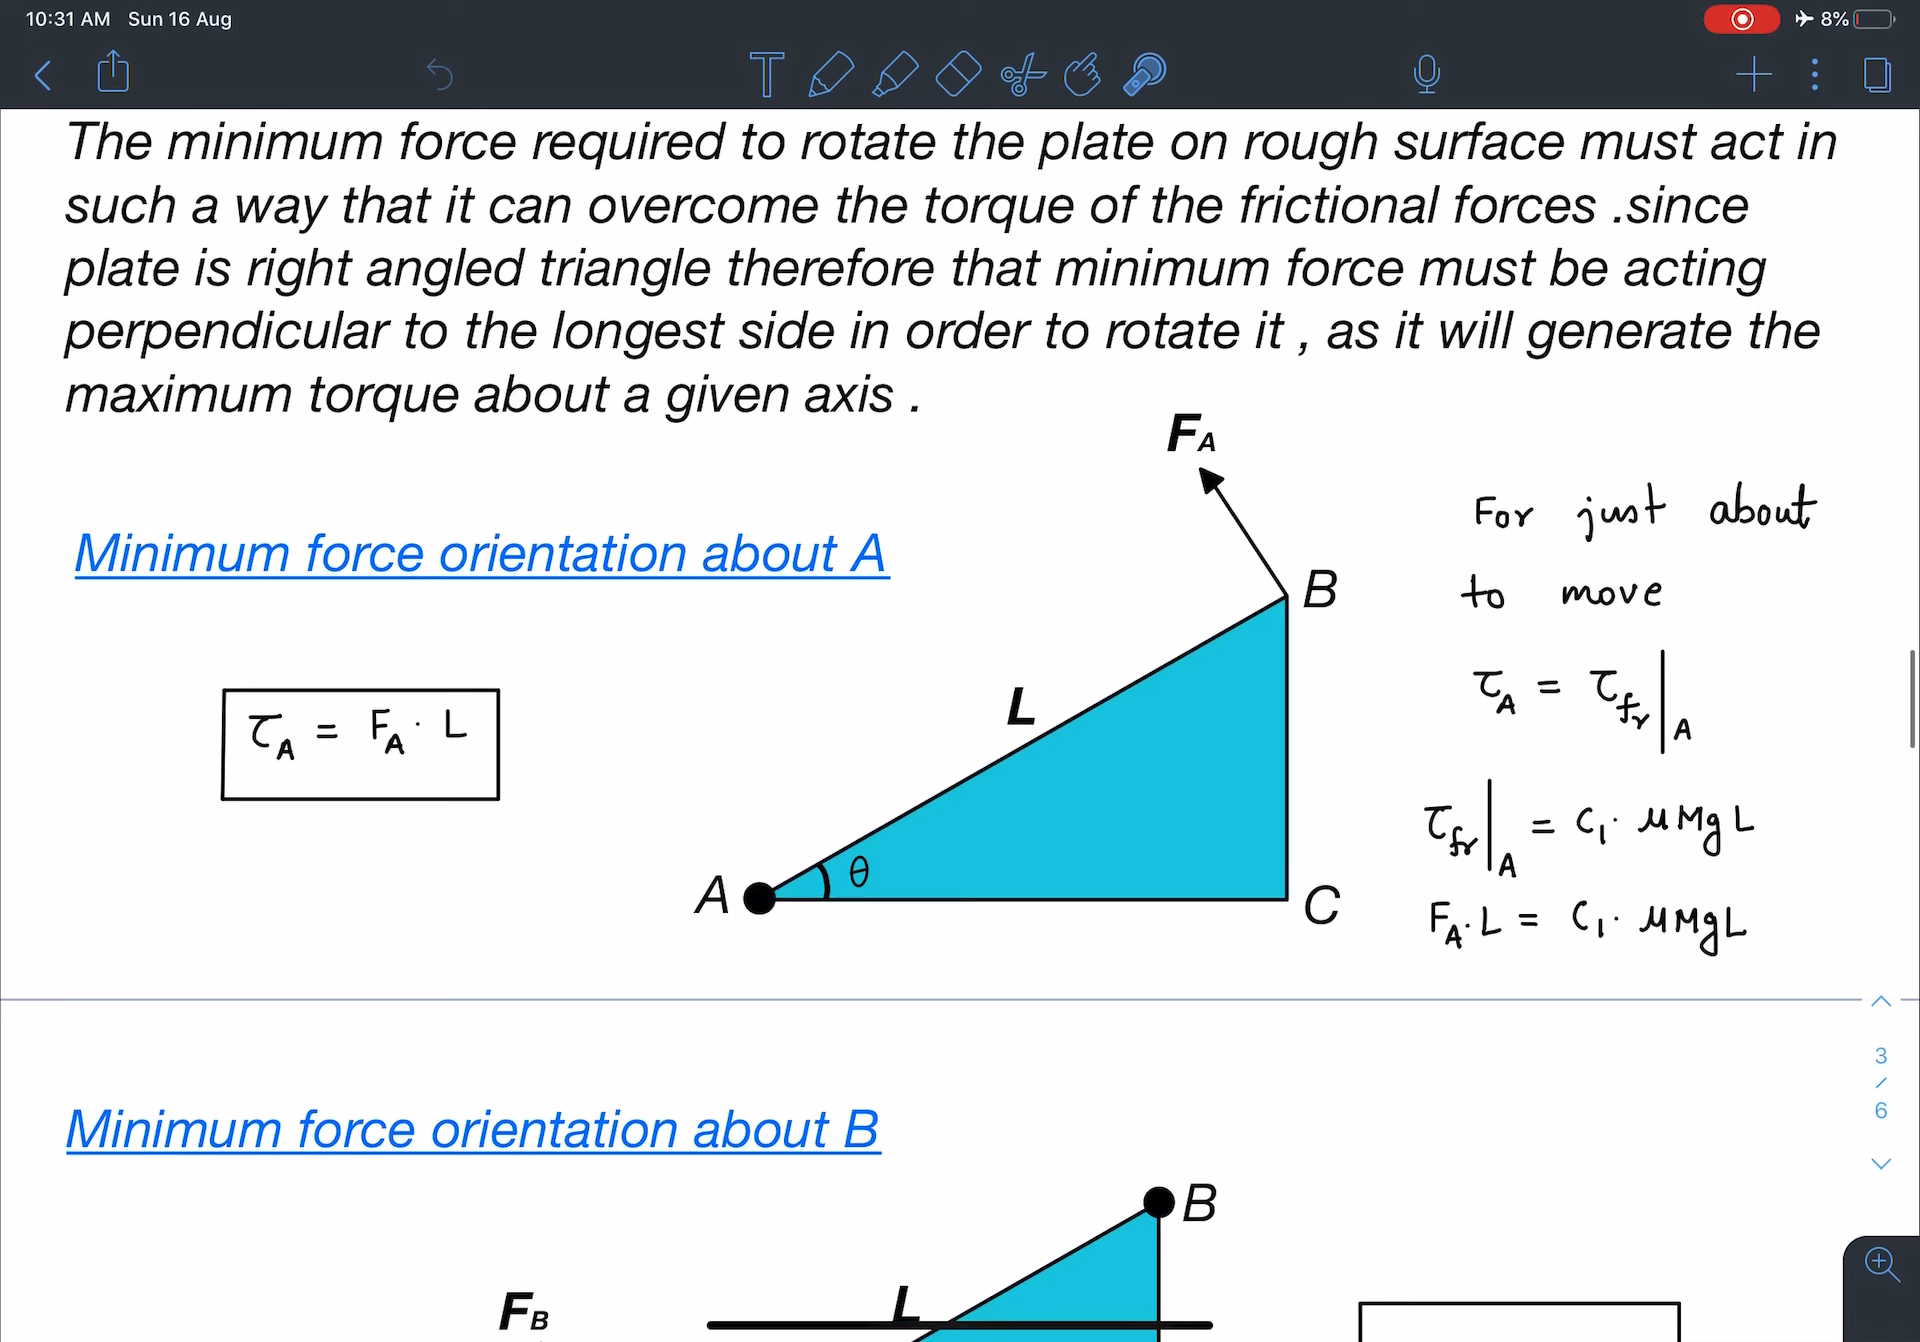 10:31 AM Sun 16 Aug
8%
The minimum force required to rotate the plate on rough surface must act in
such a way that it can overcome the torque of the frictional forces .since
plate is right angled triangle therefore that minimum force must be acting
perpendicular to the longest side in order to rotate it , as it will generate the
maximum torque about a given axis .
Minimum force orientation about A
τA = FA · L
FA
B
L
θ
A
C
For just about
to move
τA = τfr|A
τfr|A = C1 · μMgL
FA · L = C1 · μMgL
3
/
6
Minimum force orientation about B
B
L
FB